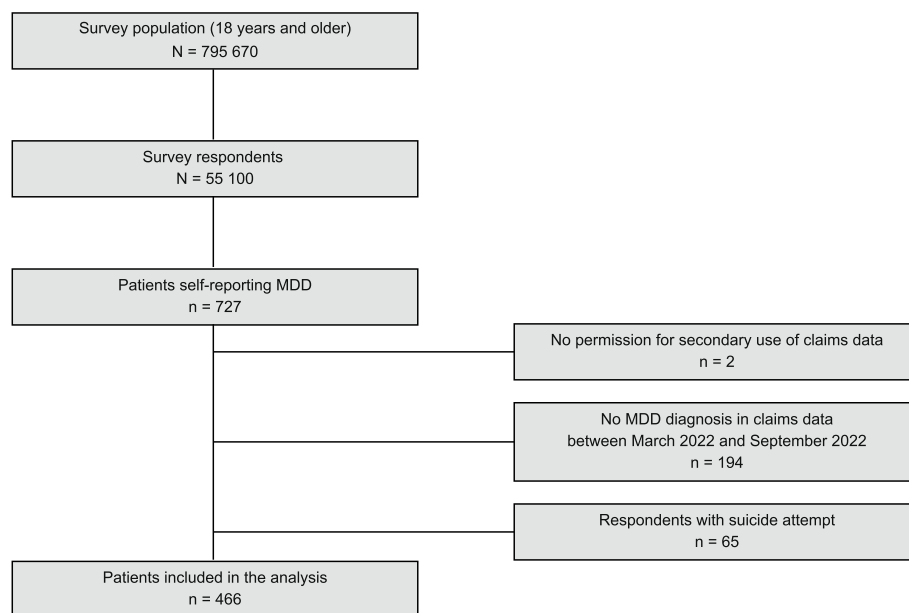 Survey population (18 years and older)
N = 795 670
Survey respondents
N = 55 100
Patients self-reporting MDD
n = 727
No permission for secondary use of claims data
n = 2
No MDD diagnosis in claims data
between March 2022 and September 2022
n = 194
Respondents with suicide attempt
n = 65
Patients included in the analysis
n = 466